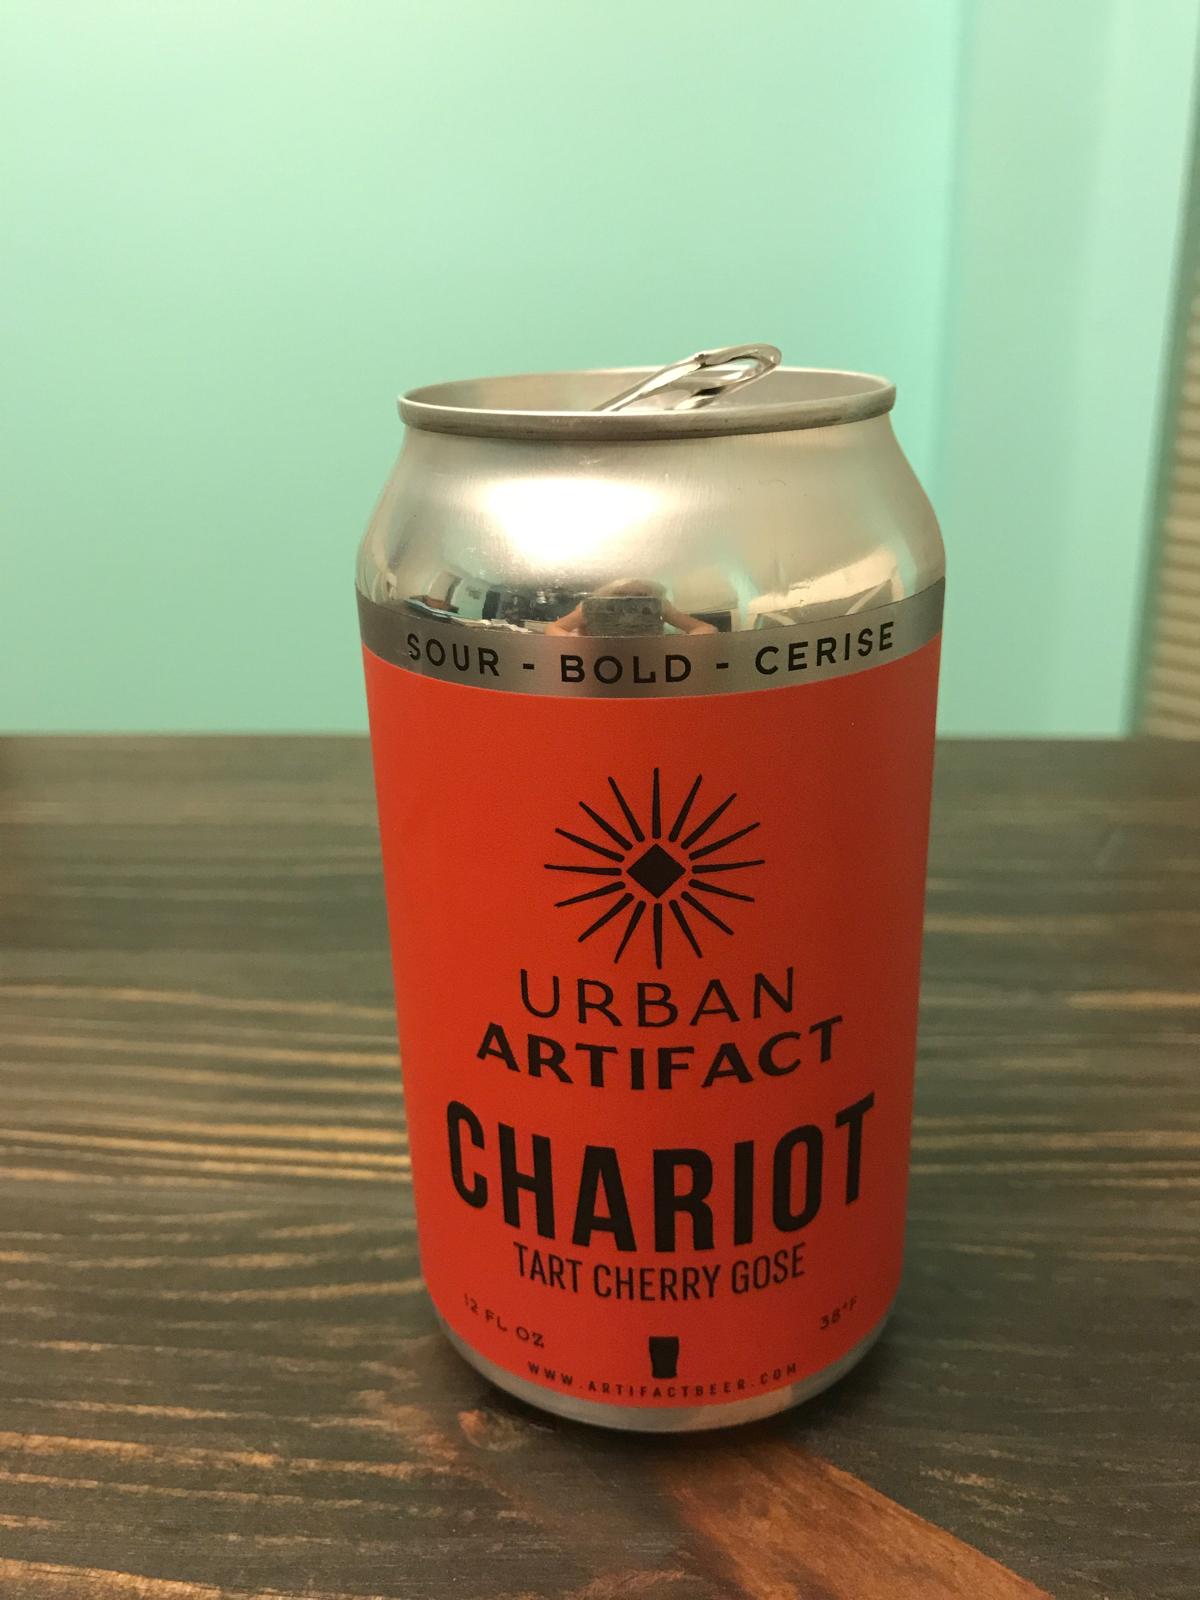 SOUR - BOLD - CERISE
URBAN
ARTIFACT
CHARIOT
TART CHERRY GOSE
12 FL OZ
38°F
WWW.ARTIFACTBEER.COM